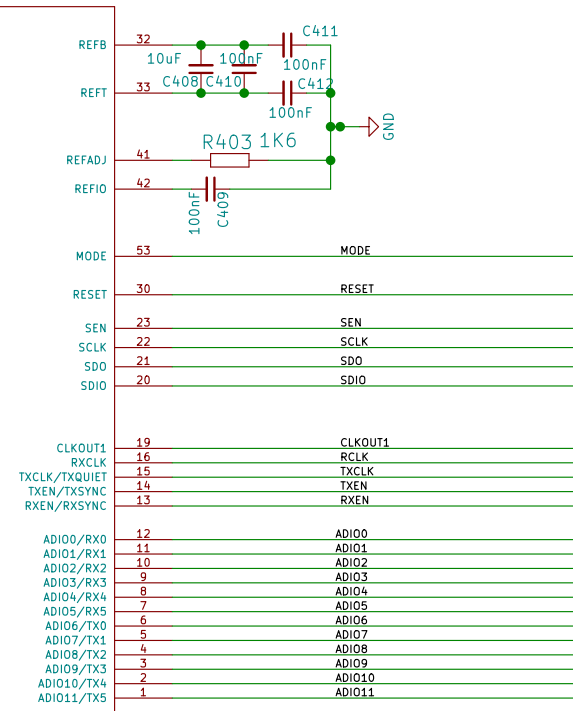 C411
REFB 32
10uF 100nF 100nF
C408 C410 C412
REFT 33
100nF
GND
R403 1K6
REFADJ 41
REFIO 42
100nF C409
MODE 53 MODE
RESET 30 RESET
SEN 23 SEN
SCLK 22 SCLK
SDO 21 SDO
SDIO 20 SDIO
CLKOUT1 19 CLKOUT1
RXCLK 16 RCLK
TXCLK/TXQUIET 15 TXCLK
TXEN/TXSYNC 14 TXEN
RXEN/RXSYNC 13 RXEN
ADIO0/RX0 12 ADIO0
ADIO1/RX1 11 ADIO1
ADIO2/RX2 10 ADIO2
ADIO3/RX3 9 ADIO3
ADIO4/RX4 8 ADIO4
ADIO5/RX5 7 ADIO5
ADIO6/TX0 6 ADIO6
ADIO7/TX1 5 ADIO7
ADIO8/TX2 4 ADIO8
ADIO9/TX3 3 ADIO9
ADIO10/TX4 2 ADIO10
ADIO11/TX5 1 ADIO11